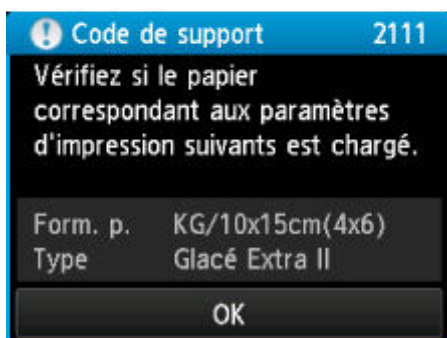 Code de support 2111
Vérifiez si le papier
correspondant aux paramètres
d'impression suivants est chargé.
Form. p. KG/10x15cm(4x6)
Type Glacé Extra II
OK